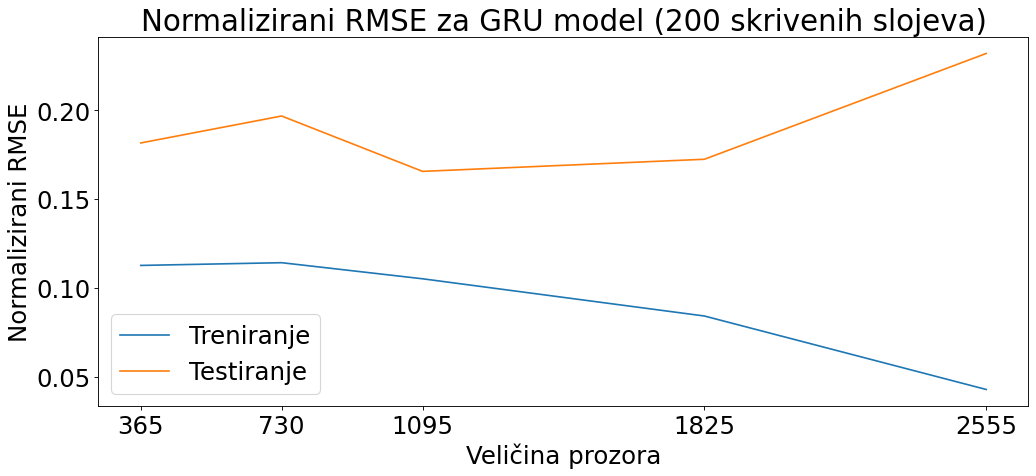 Normalizirani RMSE za GRU model (200 skrivenih slojeva)
Normalizirani RMSE
0.20
0.15
0.10
0.05
Treniranje
Testiranje
365 730 1095 1825 2555
Veličina prozora